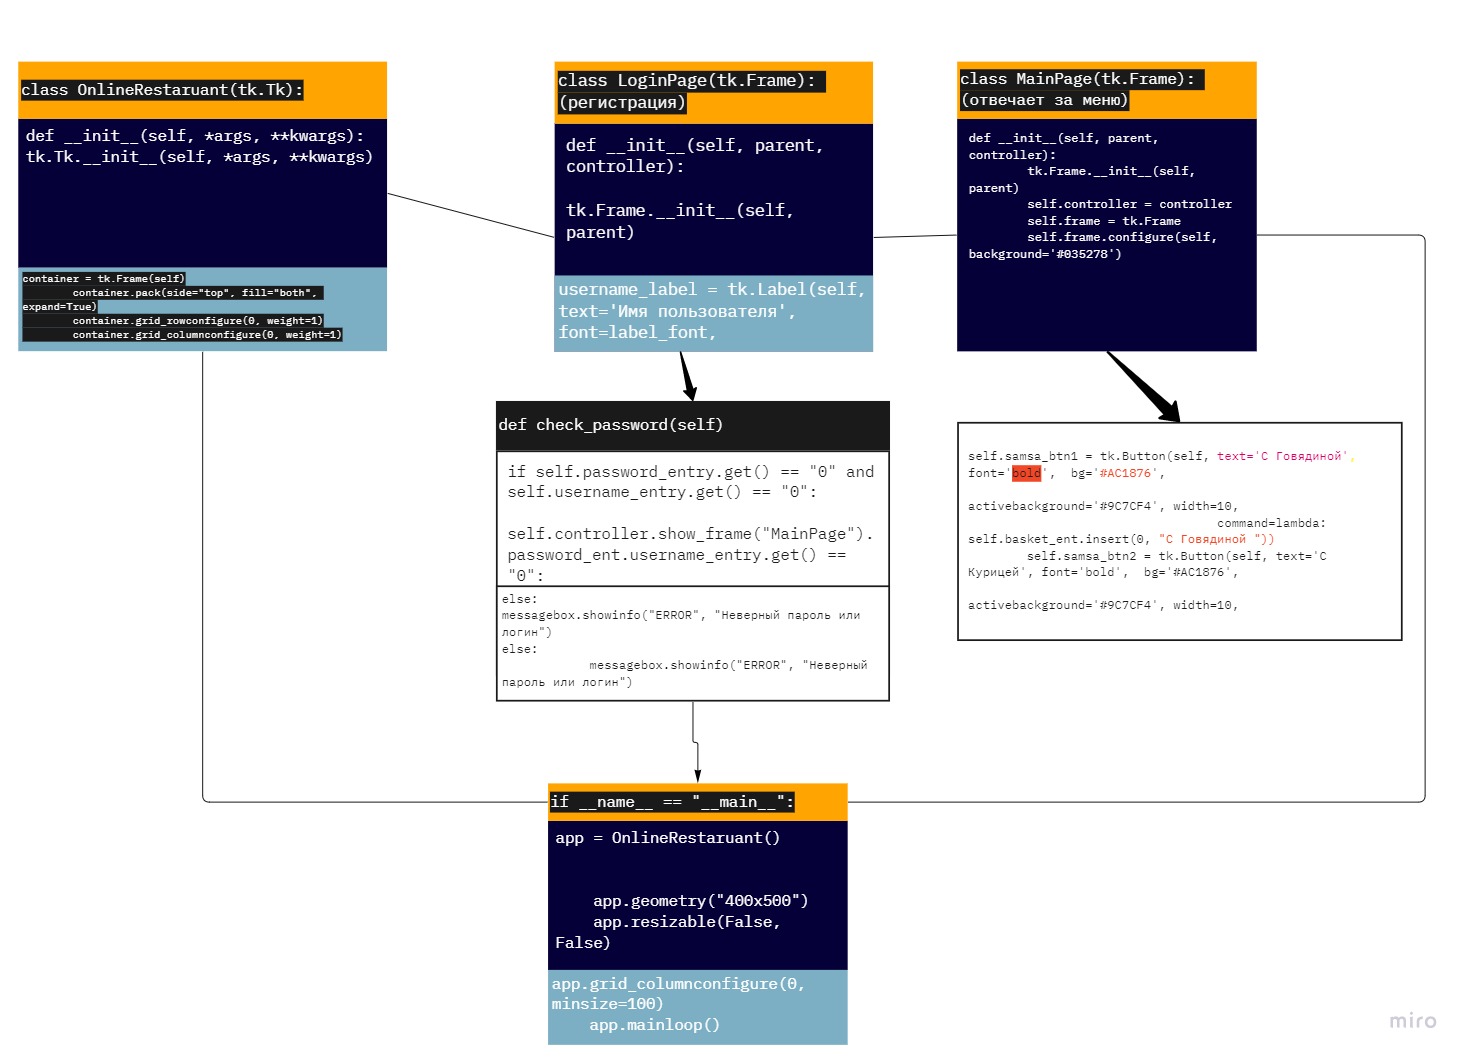 class OnlineRestaruant(tk.Tk):
def __init__(self, *args, **kwargs):
tk.Tk.__init__(self, *args, **kwargs)
container = tk.Frame(self)
container.pack(side="top", fill="both",
expand=True)
container.grid_rowconfigure(0, weight=1)
container.grid_columnconfigure(0, weight=1)
class LoginPage(tk.Frame):
(регистрация)
def __init__(self, parent,
controller):
tk.Frame.__init__(self,
parent)
username_label = tk.Label(self,
text='Имя пользователя',
font=label_font,
class MainPage(tk.Frame):
(отвечает за меню)
def __init__(self, parent,
controller):
tk.Frame.__init__(self,
parent)
self.controller = controller
self.frame = tk.Frame
self.frame.configure(self,
background='#035278')
def check_password(self)
if self.password_entry.get() == "0" and
self.username_entry.get() == "0":
self.controller.show_frame("MainPage").
password_ent.username_entry.get() ==
"0":
else:
messagebox.showinfo("ERROR", "Неверный пароль или
логин")
else:
messagebox.showinfo("ERROR", "Неверный
пароль или логин")
self.samsa_btn1 = tk.Button(self, text='С Говядиной',
font='bold', bg='#AC1876',
activebackground='#9C7CF4', width=10,
command=lambda:
self.basket_ent.insert(0, "С Говядиной "))
self.samsa_btn2 = tk.Button(self, text='С
Курицей', font='bold', bg='#AC1876',
activebackground='#9C7CF4', width=10,
if __name__ == "__main__":
app = OnlineRestaruant()
app.geometry("400x500")
app.resizable(False,
False)
app.grid_columnconfigure(0,
minsize=100)
app.mainloop()
miro